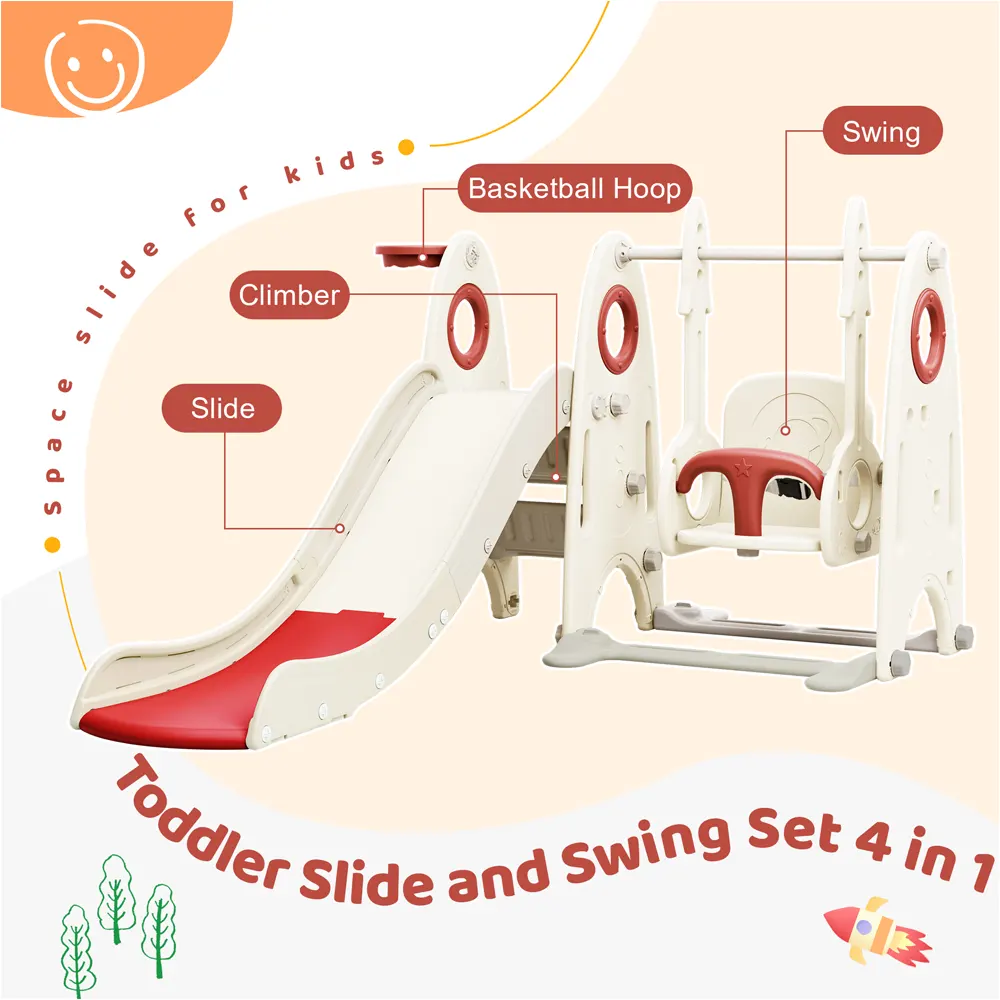 space slide for kids
Swing
Basketball Hoop
Climber
Slide
Toddler Slide and Swing Set 4 in 1